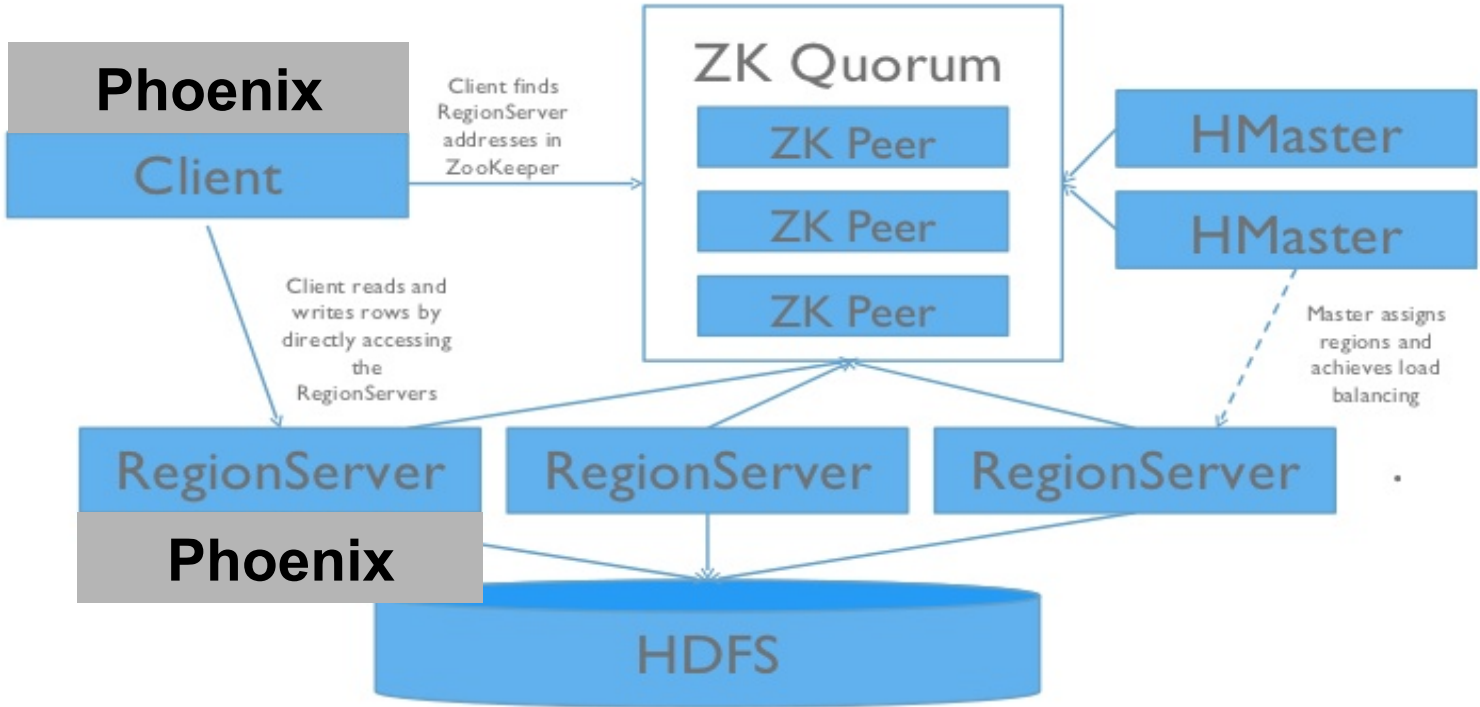 Phoenix
Client
Client finds
RegionServer
addresses in
ZooKeeper
ZK Quorum
ZK Peer
ZK Peer
ZK Peer
HMaster
HMaster
Client reads and
writes rows by
directly accessing
the
RegionServers
Master assigns
regions and
achieves load
balancing
RegionServer
RegionServer
RegionServer
Phoenix
HDFS